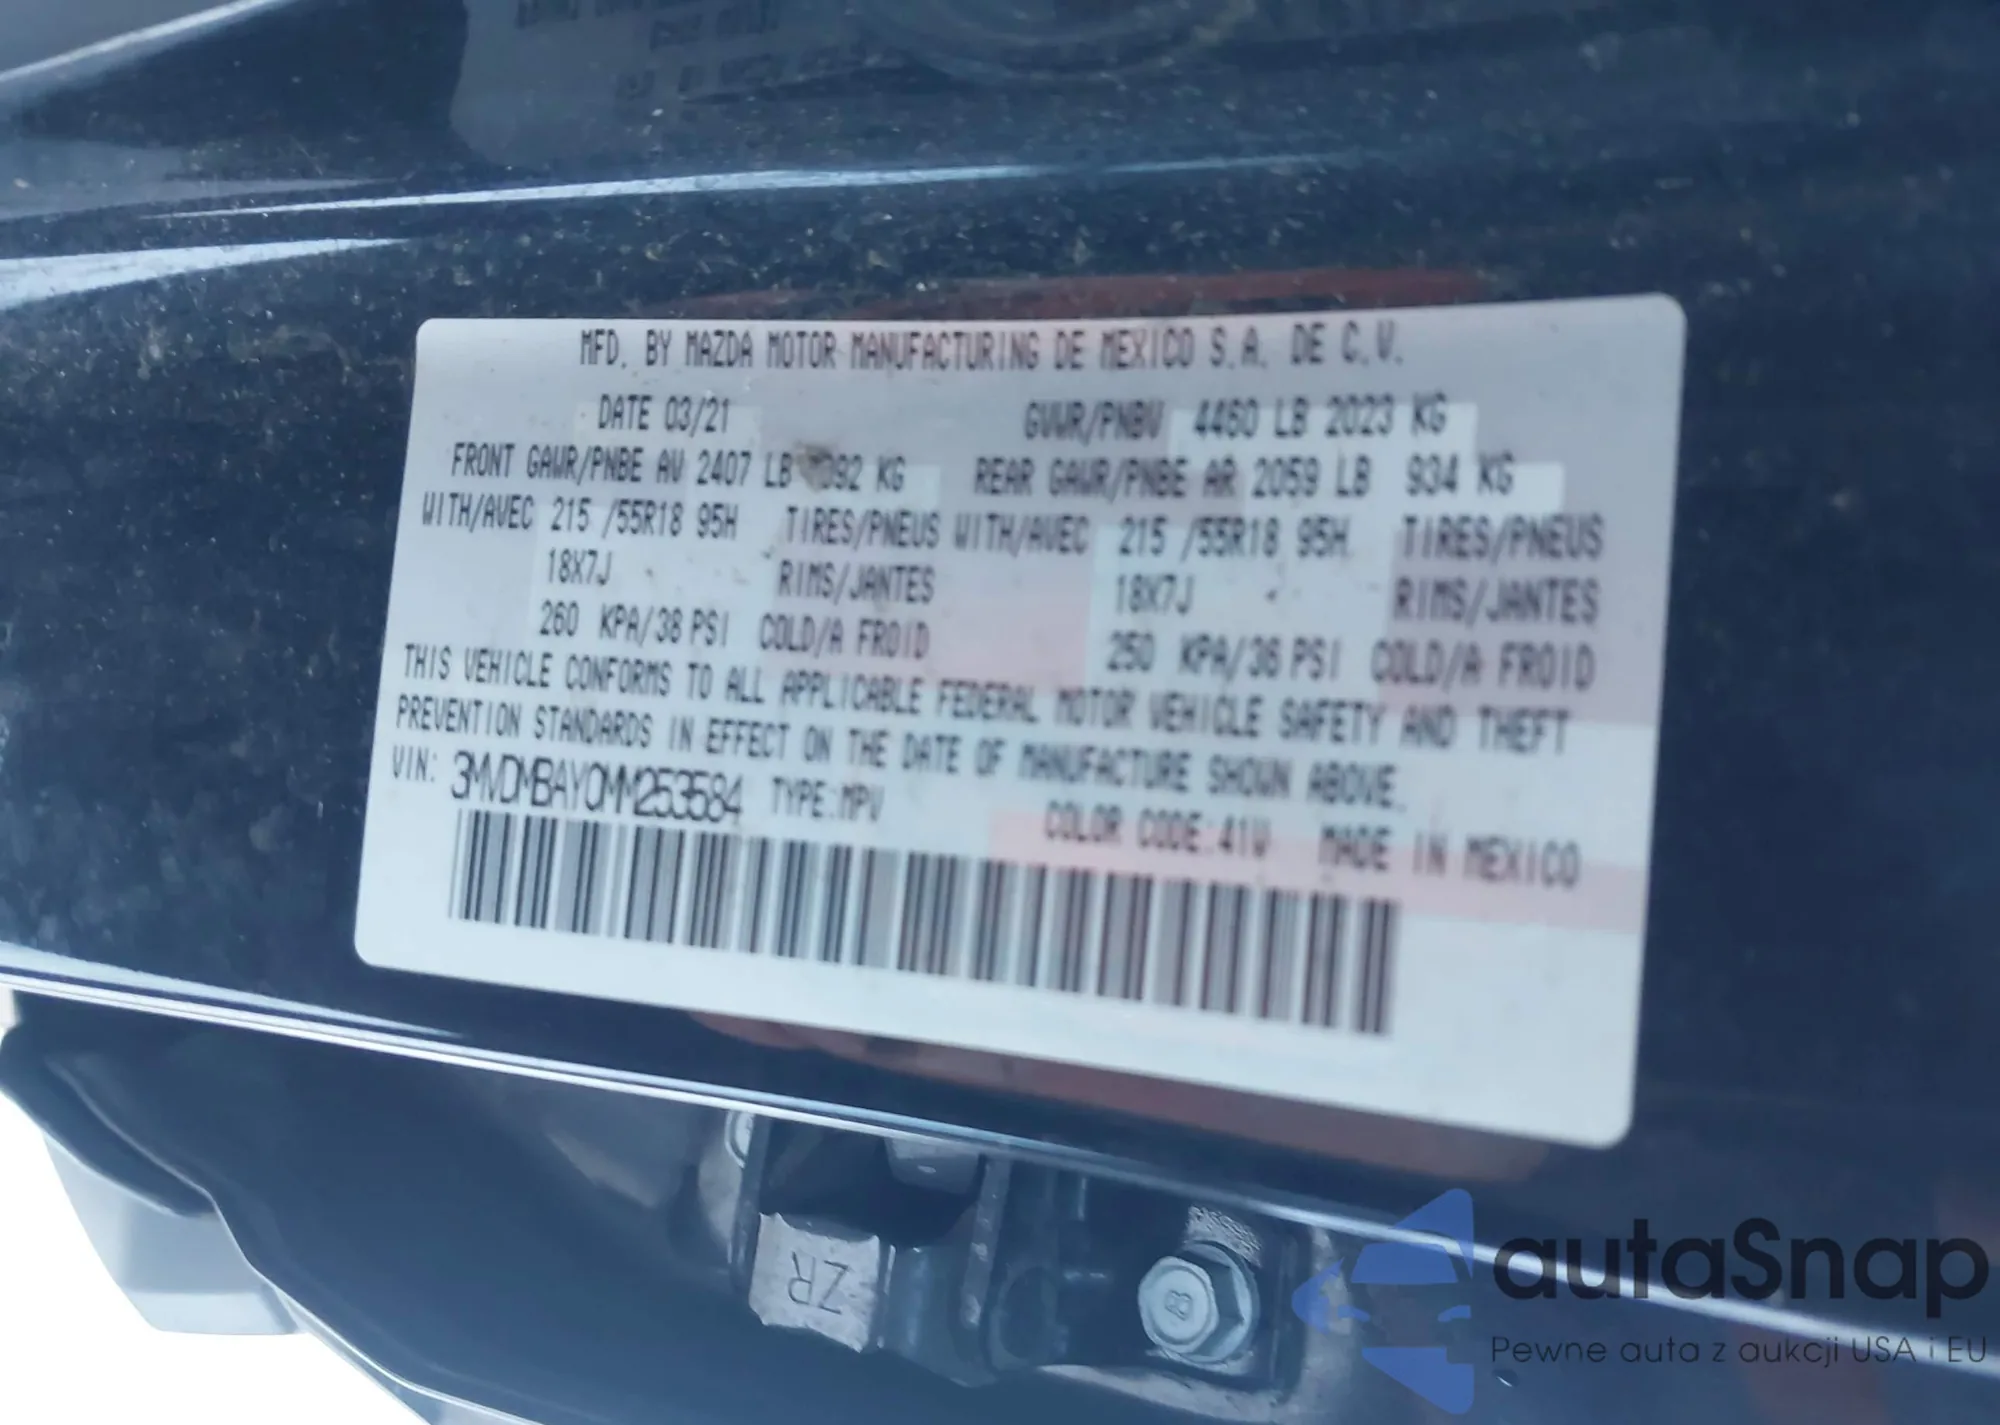 MFD. BY MAZDA MOTOR MANUFACTURING DE MEXICO S.A. DE C.V.
DATE 03/21 GVWR/PNBV 4460 LB 2023 KG
FRONT GAWR/PNBE AV 2407 LB 1092 KG REAR GAWR/PNBE AR 2059 LB 934 KG
WITH/AVEC 215 /55R18 95H TIRES/PNEUS WITH/AVEC 215 /55R18 95H TIRES/PNEUS
18X7J RIMS/JANTES 18X7J RIMS/JANTES
260 KPA/38 PSI COLD/A FROID 250 KPA/36 PSI COLD/A FROID
THIS VEHICLE CONFORMS TO ALL APPLICABLE FEDERAL MOTOR VEHICLE SAFETY AND THEFT
PREVENTION STANDARDS IN EFFECT ON THE DATE OF MANUFACTURE SHOWN ABOVE.
VIN: 3MVDMBAY0MM253584 TYPE:MPV COLOR CODE:41V MADE IN MEXICO
ZR
8
autaSnap
Pewne auta z aukcji USA i EU